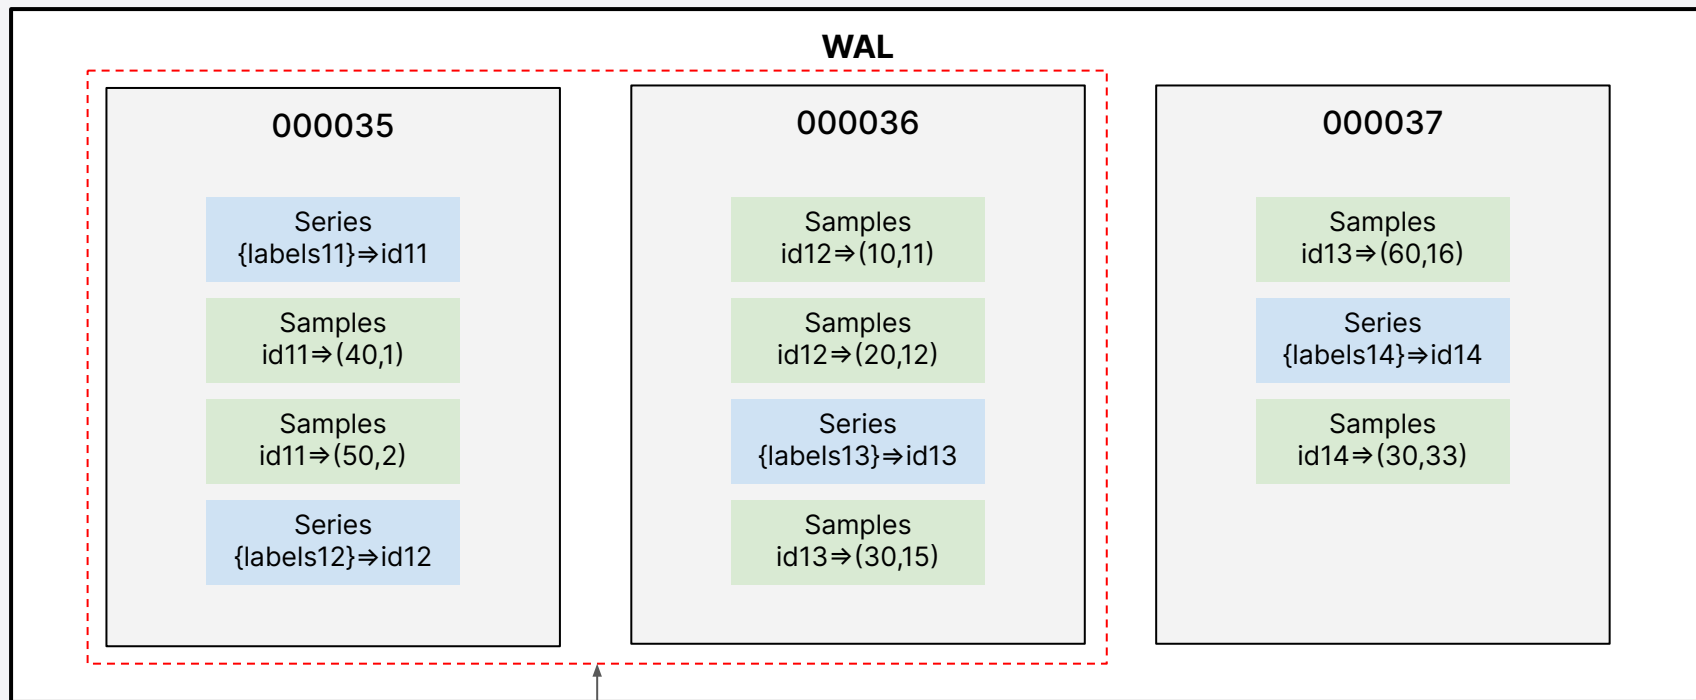 WAL
000035
Series
{labels11}⇒id11
Samples
id11⇒(40,1)
Samples
id11⇒(50,2)
Series
{labels12}⇒id12
000036
Samples
id12⇒(10,11)
Samples
id12⇒(20,12)
Series
{labels13}⇒id13
Samples
id13⇒(30,15)
000037
Samples
id13⇒(60,16)
Series
{labels14}⇒id14
Samples
id14⇒(30,33)